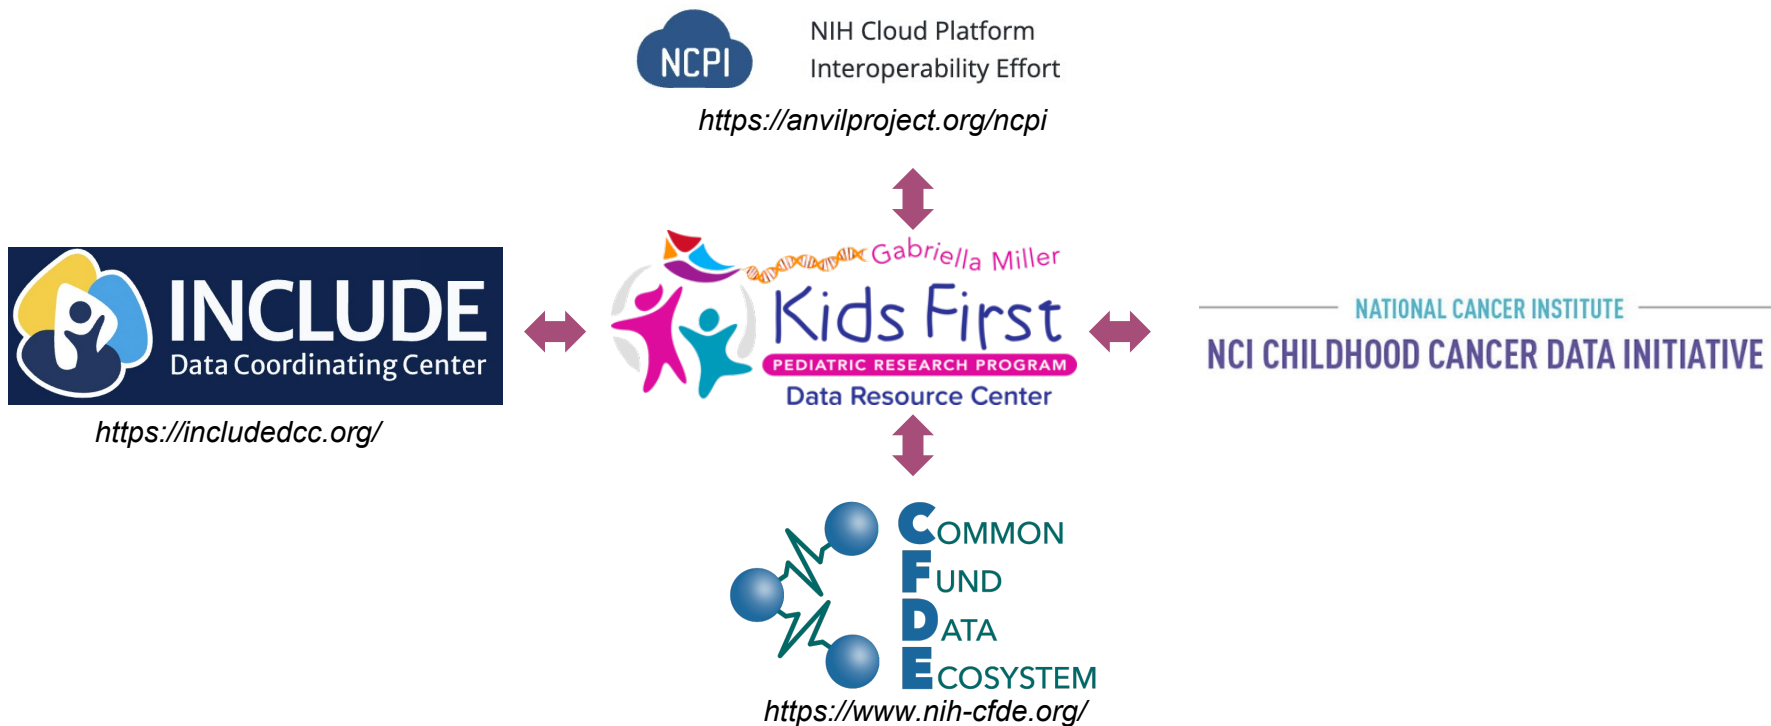 NCPI
NIH Cloud Platform
Interoperability Effort
https://anvilproject.org/ncpi
INCLUDE
Data Coordinating Center
https://includedcc.org/
Gabriella Miller
Kids First
PEDIATRIC RESEARCH PROGRAM
Data Resource Center
NATIONAL CANCER INSTITUTE
NCI CHILDHOOD CANCER DATA INITIATIVE
COMMON
FUND
DATA
ECOSYSTEM
https://www.nih-cfde.org/